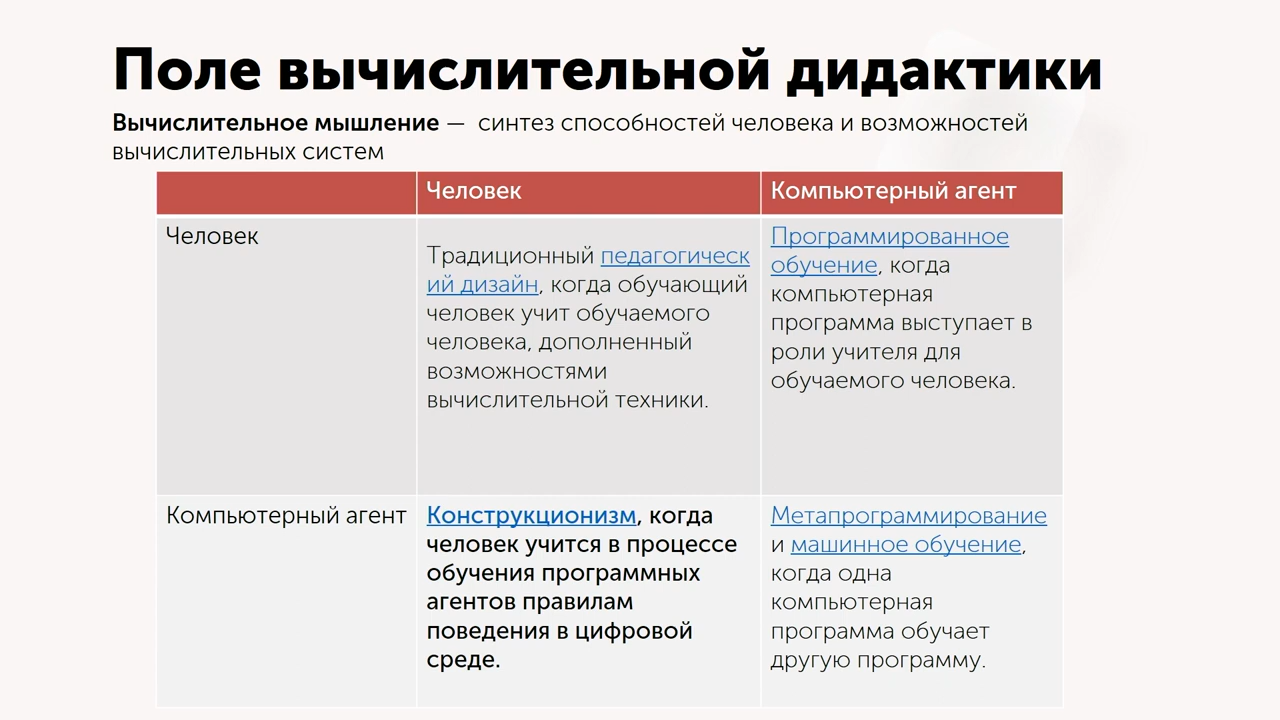 Поле вычислительной дидактики
Вычислительное мышление — синтез способностей человека и возможностей
вычислительных систем
Человек
Компьютерный агент
Человек
Традиционный педагогическ
ий дизайн, когда обучающий
человек учит обучаемого
человека, дополненный
возможностями
вычислительной техники.
Программированное
обучение, когда
компьютерная
программа выступает в
роли учителя для
обучаемого человека.
Компьютерный агент
Конструкционизм, когда
человек учится в процессе
обучения программных
агентов правилам
поведения в цифровой
среде.
Метапрограммирование
и машинное обучение,
когда одна
компьютерная
программа обучает
другую программу.